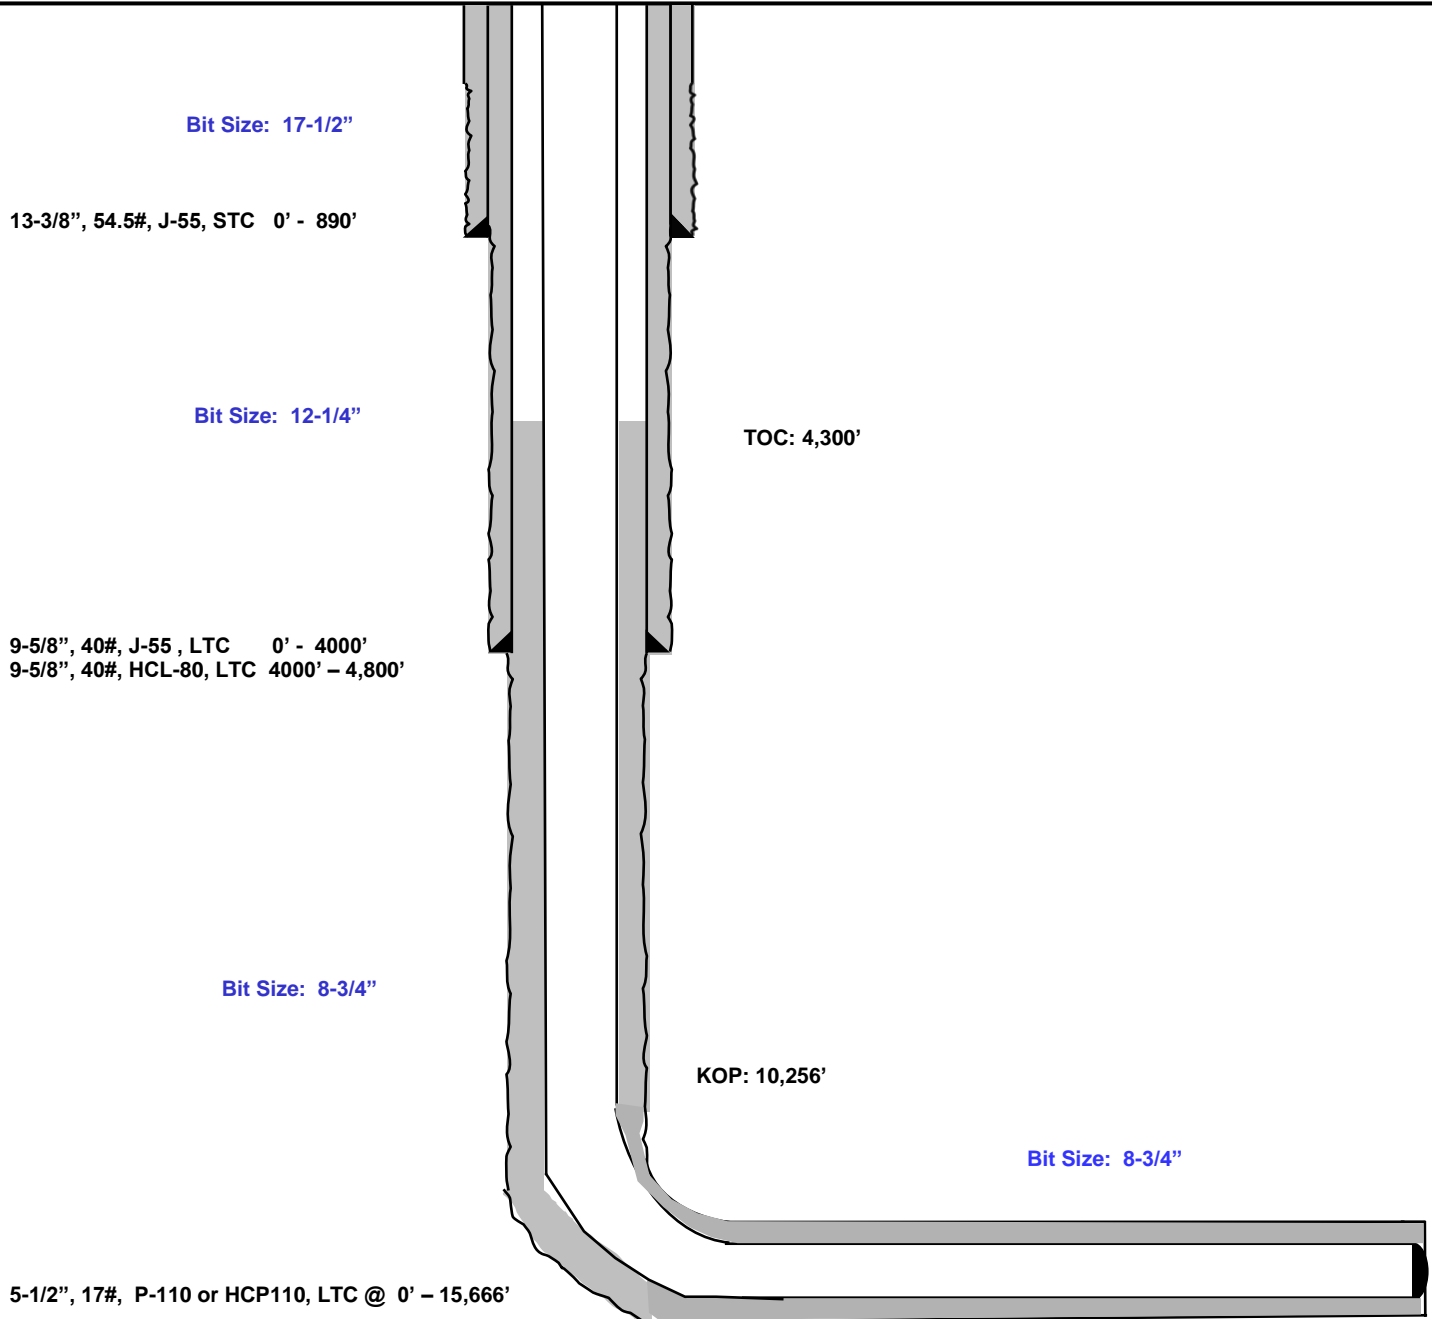 Bit Size: 17-1/2”
13-3/8”, 54.5#, J-55, STC 0’ - 890’
Bit Size: 12-1/4”
TOC: 4,300’
9-5/8”, 40#, J-55 , LTC 0’ - 4000’
9-5/8”, 40#, HCL-80, LTC 4000’ – 4,800’
Bit Size: 8-3/4”
KOP: 10,256’
Bit Size: 8-3/4”
5-1/2”, 17#, P-110 or HCP110, LTC @ 0’ – 15,666’